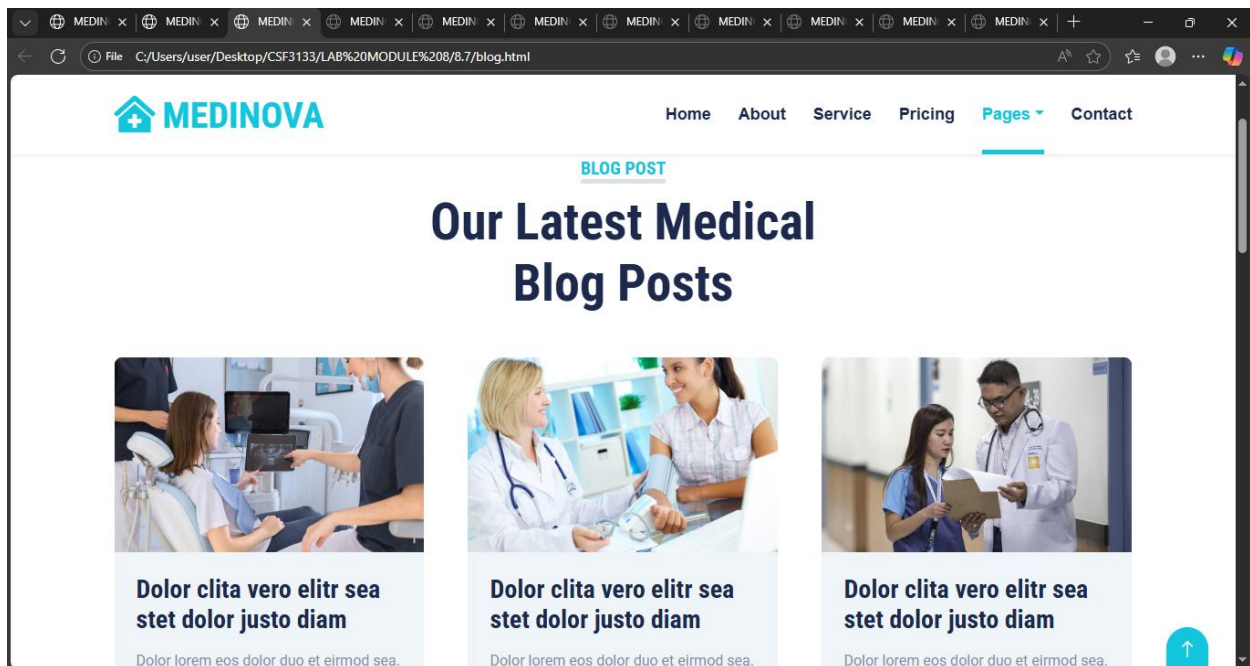 MEDIN MEDIN MEDIN MEDIN MEDIN MEDIN MEDIN MEDIN MEDIN MEDIN MEDIN
File C:/Users/user/Desktop/CSF3133/LAB%20MODULE%208/8.7/blog.html
MEDINOVA Home About Service Pricing Pages Contact
BLOG POST
Our Latest Medical
Blog Posts
Dolor clita vero elitr sea
stet dolor justo diam
Dolor lorem eos dolor duo et eirmod sea.
Dolor clita vero elitr sea
stet dolor justo diam
Dolor lorem eos dolor duo et eirmod sea.
Dolor clita vero elitr sea
stet dolor justo diam
Dolor lorem eos dolor duo et eirmod sea.